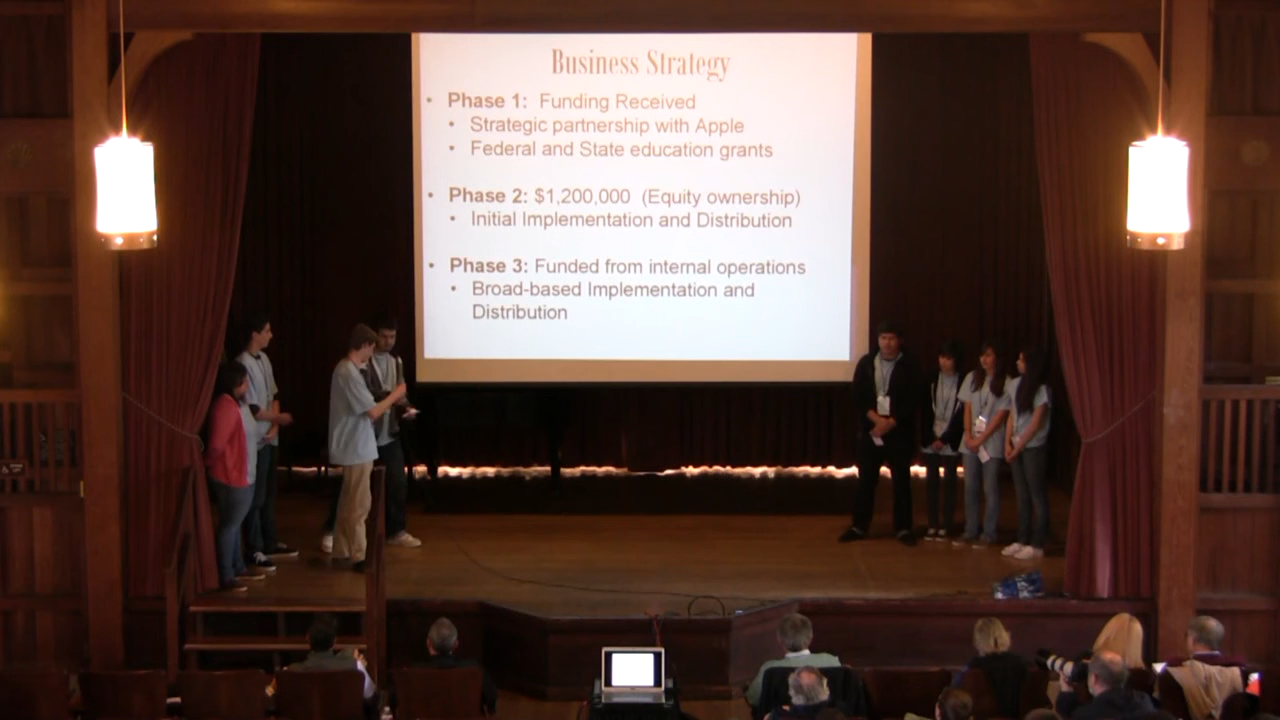 Business Strategy
• Phase 1: Funding Received
• Strategic partnership with Apple
• Federal and State education grants
• Phase 2: $1,200,000 (Equity ownership)
• Initial Implementation and Distribution
• Phase 3: Funded from internal operations
• Broad-based Implementation and
Distribution